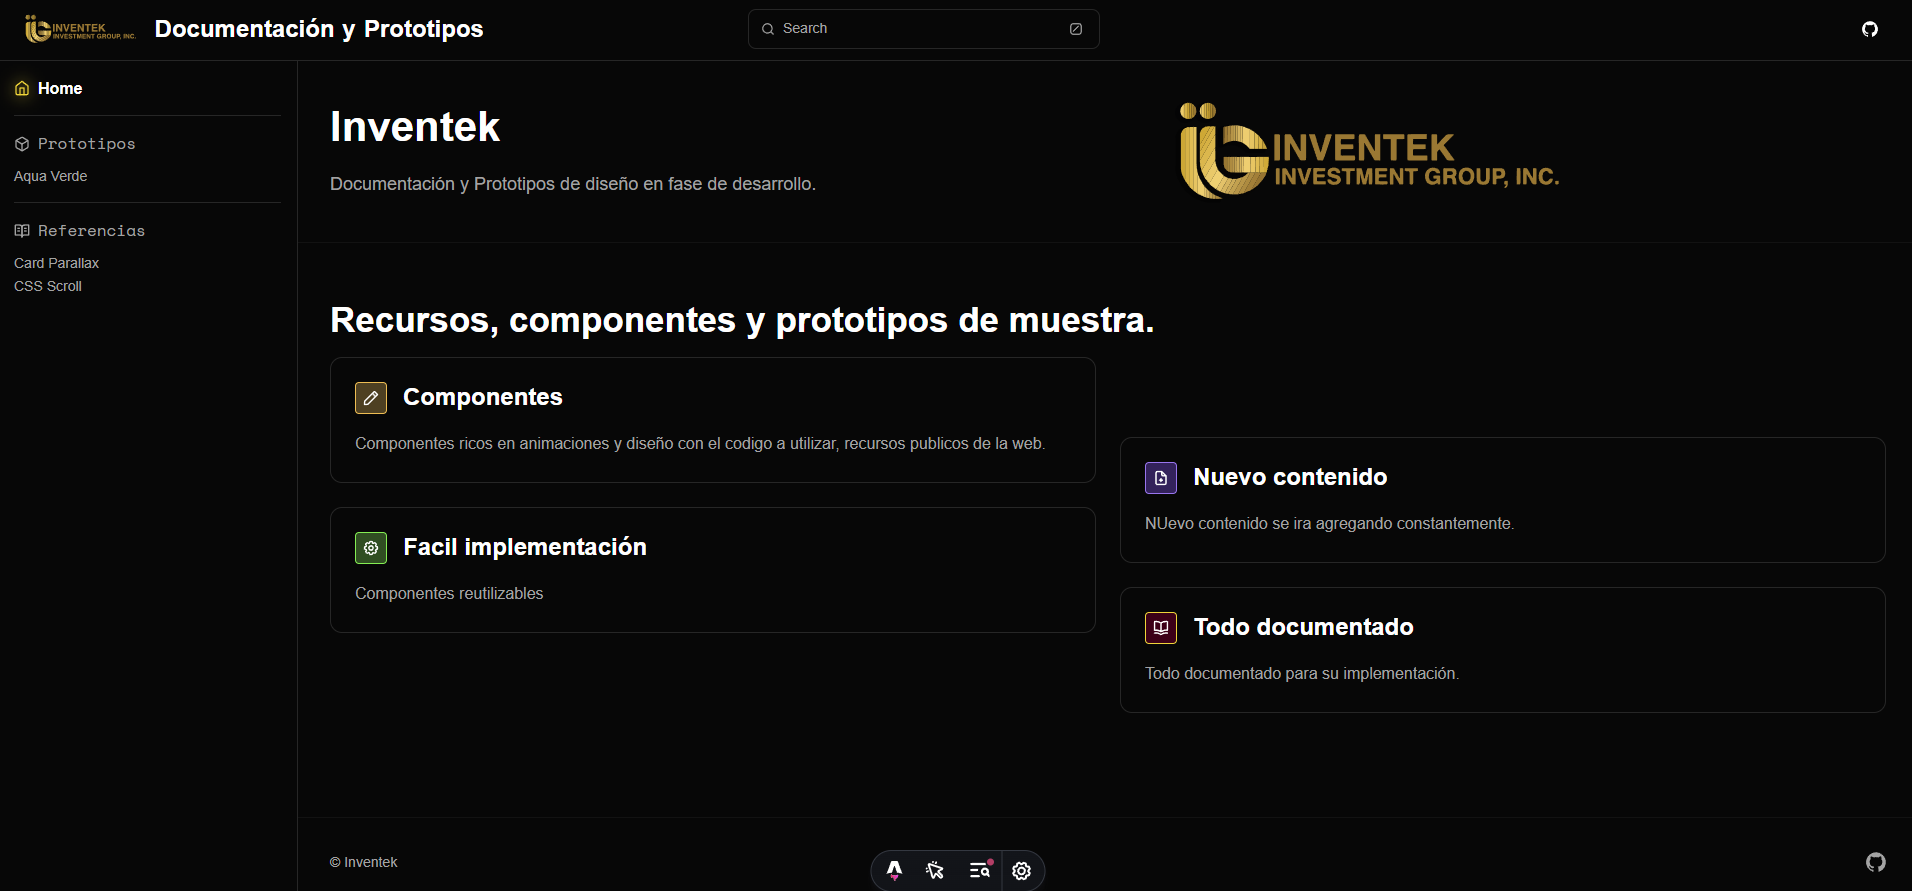 INVENTEK
INVESTMENT GROUP, INC.
Documentación y Prototipos
Search
Home
Prototipos
Aqua Verde
Referencias
Card Parallax
CSS Scroll
Inventek
Documentación y Prototipos de diseño en fase de desarrollo.
INVENTEK
INVESTMENT GROUP, INC.
Recursos, componentes y prototipos de muestra.
Componentes
Componentes ricos en animaciones y diseño con el codigo a utilizar, recursos publicos de la web.
Facil implementación
Componentes reutilizables
Nuevo contenido
NUevo contenido se ira agregando constantemente.
Todo documentado
Todo documentado para su implementación.
© Inventek